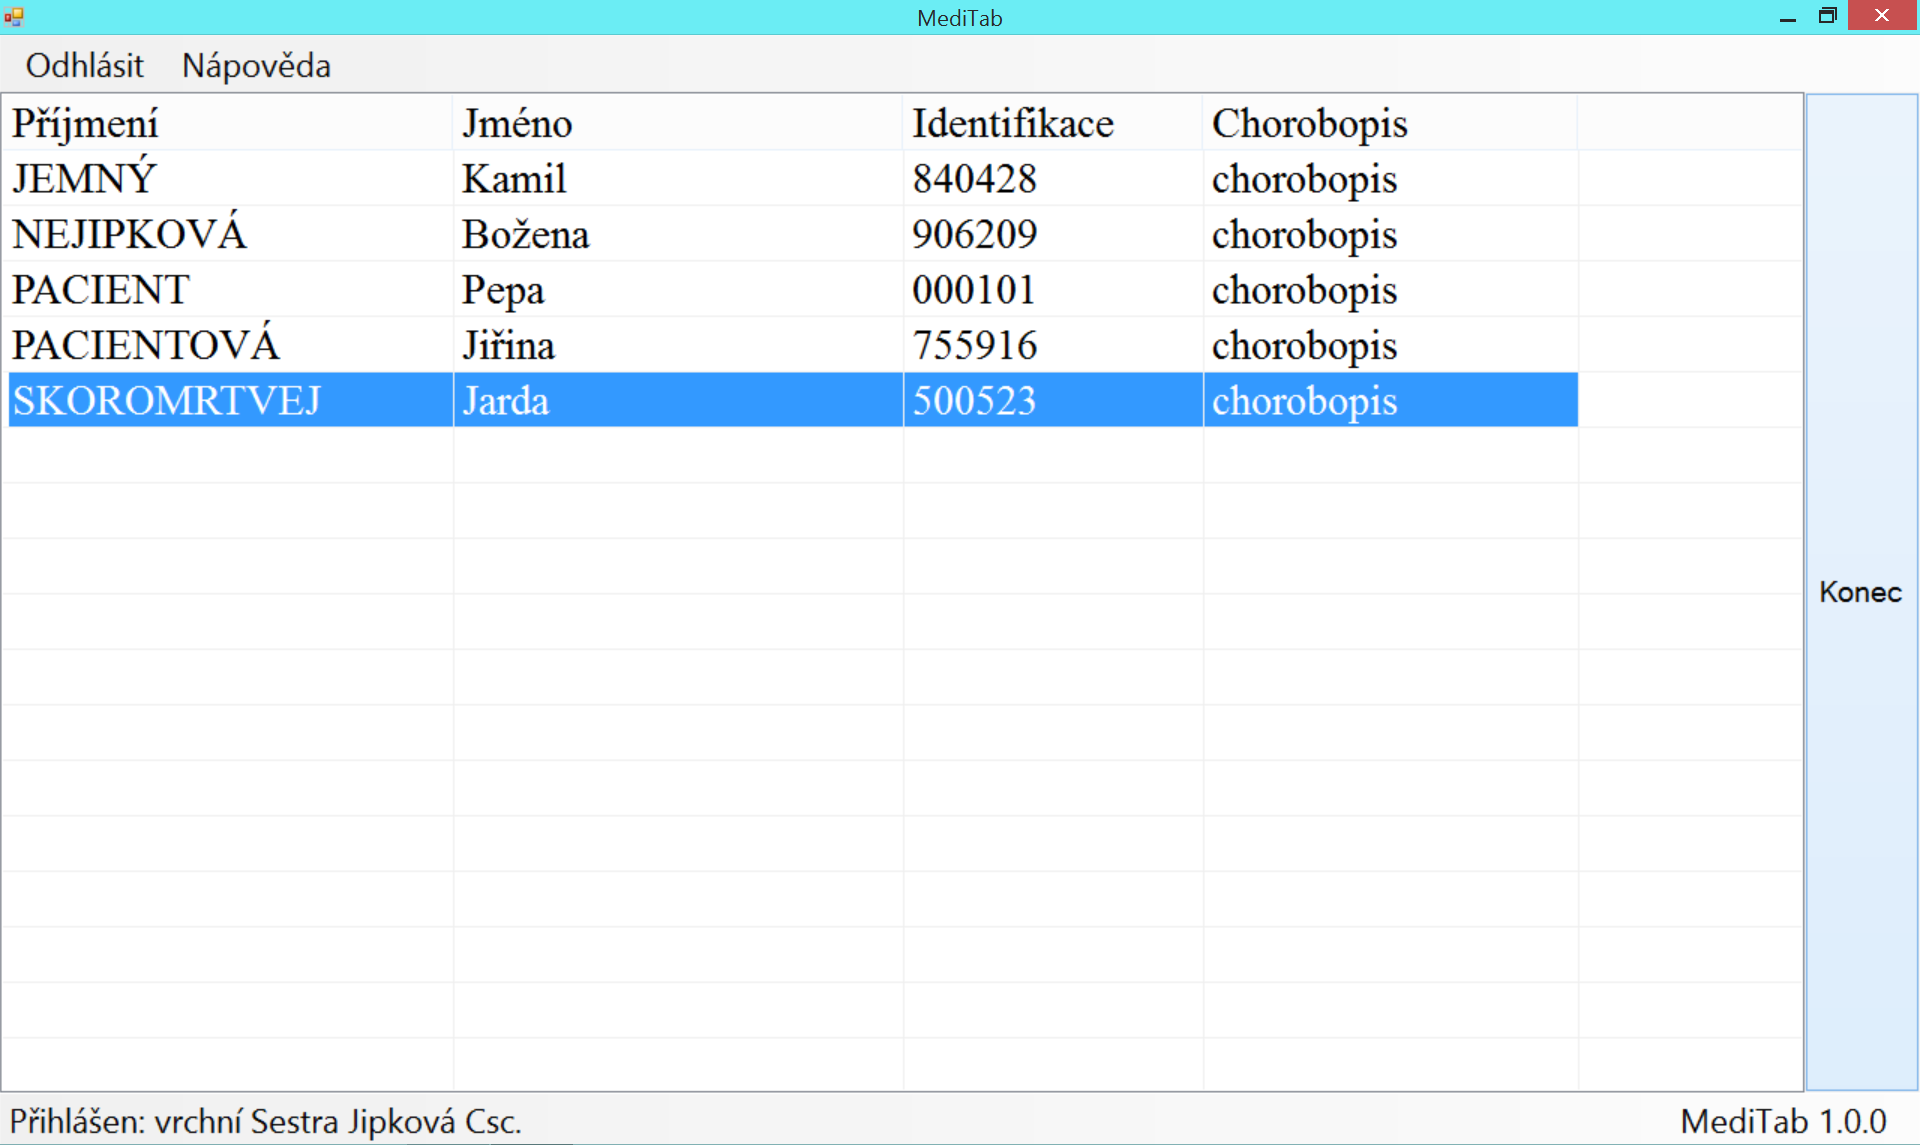 MediTab
Odhlásit Nápověda
Příjmení Jméno Identifikace Chorobopis
JEMNÝ Kamil 840428 chorobopis
NEJIPKOVÁ Božena 906209 chorobopis
PACIENT Pepa 000101 chorobopis
PACIENTOVÁ Jiřina 755916 chorobopis
SKOROMRTVEJ Jarda 500523 chorobopis
Konec
Přihlášen: vrchní Sestra Jipková Csc. MediTab 1.0.0